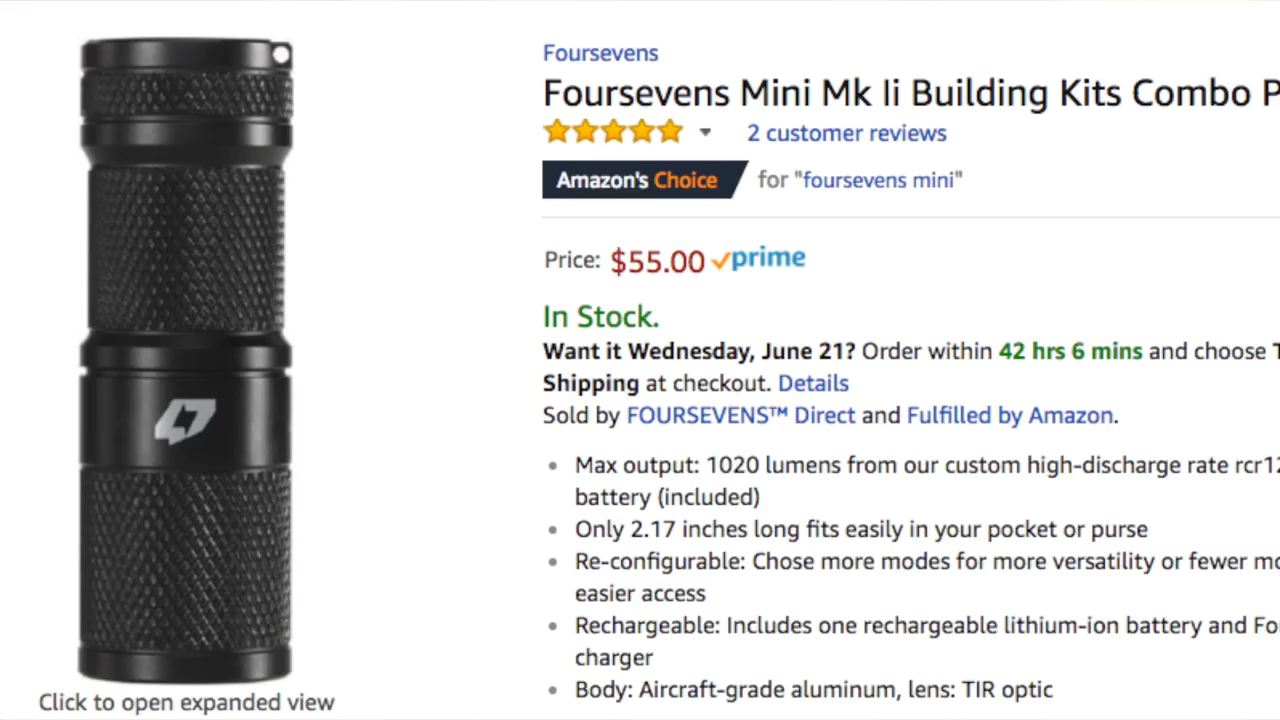 Foursevens
Foursevens Mini Mk Ii Building Kits Combo P
2 customer reviews
Amazon's Choice for "foursevens mini"
Price: $55.00 prime
In Stock.
Want it Wednesday, June 21? Order within 42 hrs 6 mins and choose T
Shipping at checkout. Details
Sold by FOURSEVENS™ Direct and Fulfilled by Amazon.
Max output: 1020 lumens from our custom high-discharge rate rcr12
battery (included)
Only 2.17 inches long fits easily in your pocket or purse
Re-configurable: Chose more modes for more versatility or fewer mo
easier access
Rechargeable: Includes one rechargeable lithium-ion battery and Fo
charger
Body: Aircraft-grade aluminum, lens: TIR optic
47
Click to open expanded view